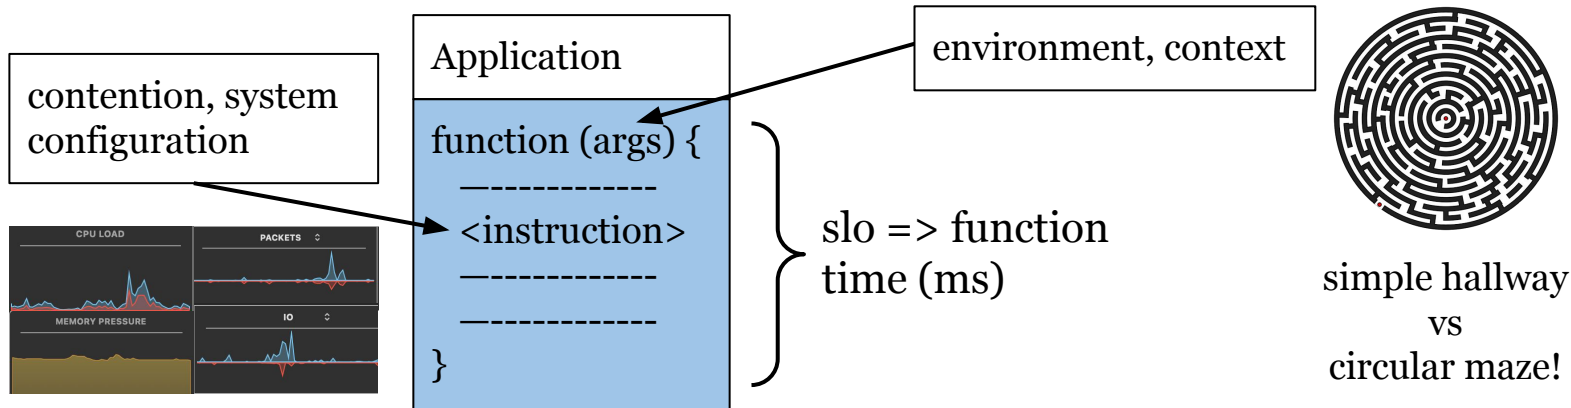 contention, system
configuration
CPU LOAD
PACKETS
MEMORY PRESSURE
IO
Application
function (args) {
—------------
<instruction>
—------------
—------------
}
environment, context
slo => function
time (ms)
simple hallway
vs
circular maze!